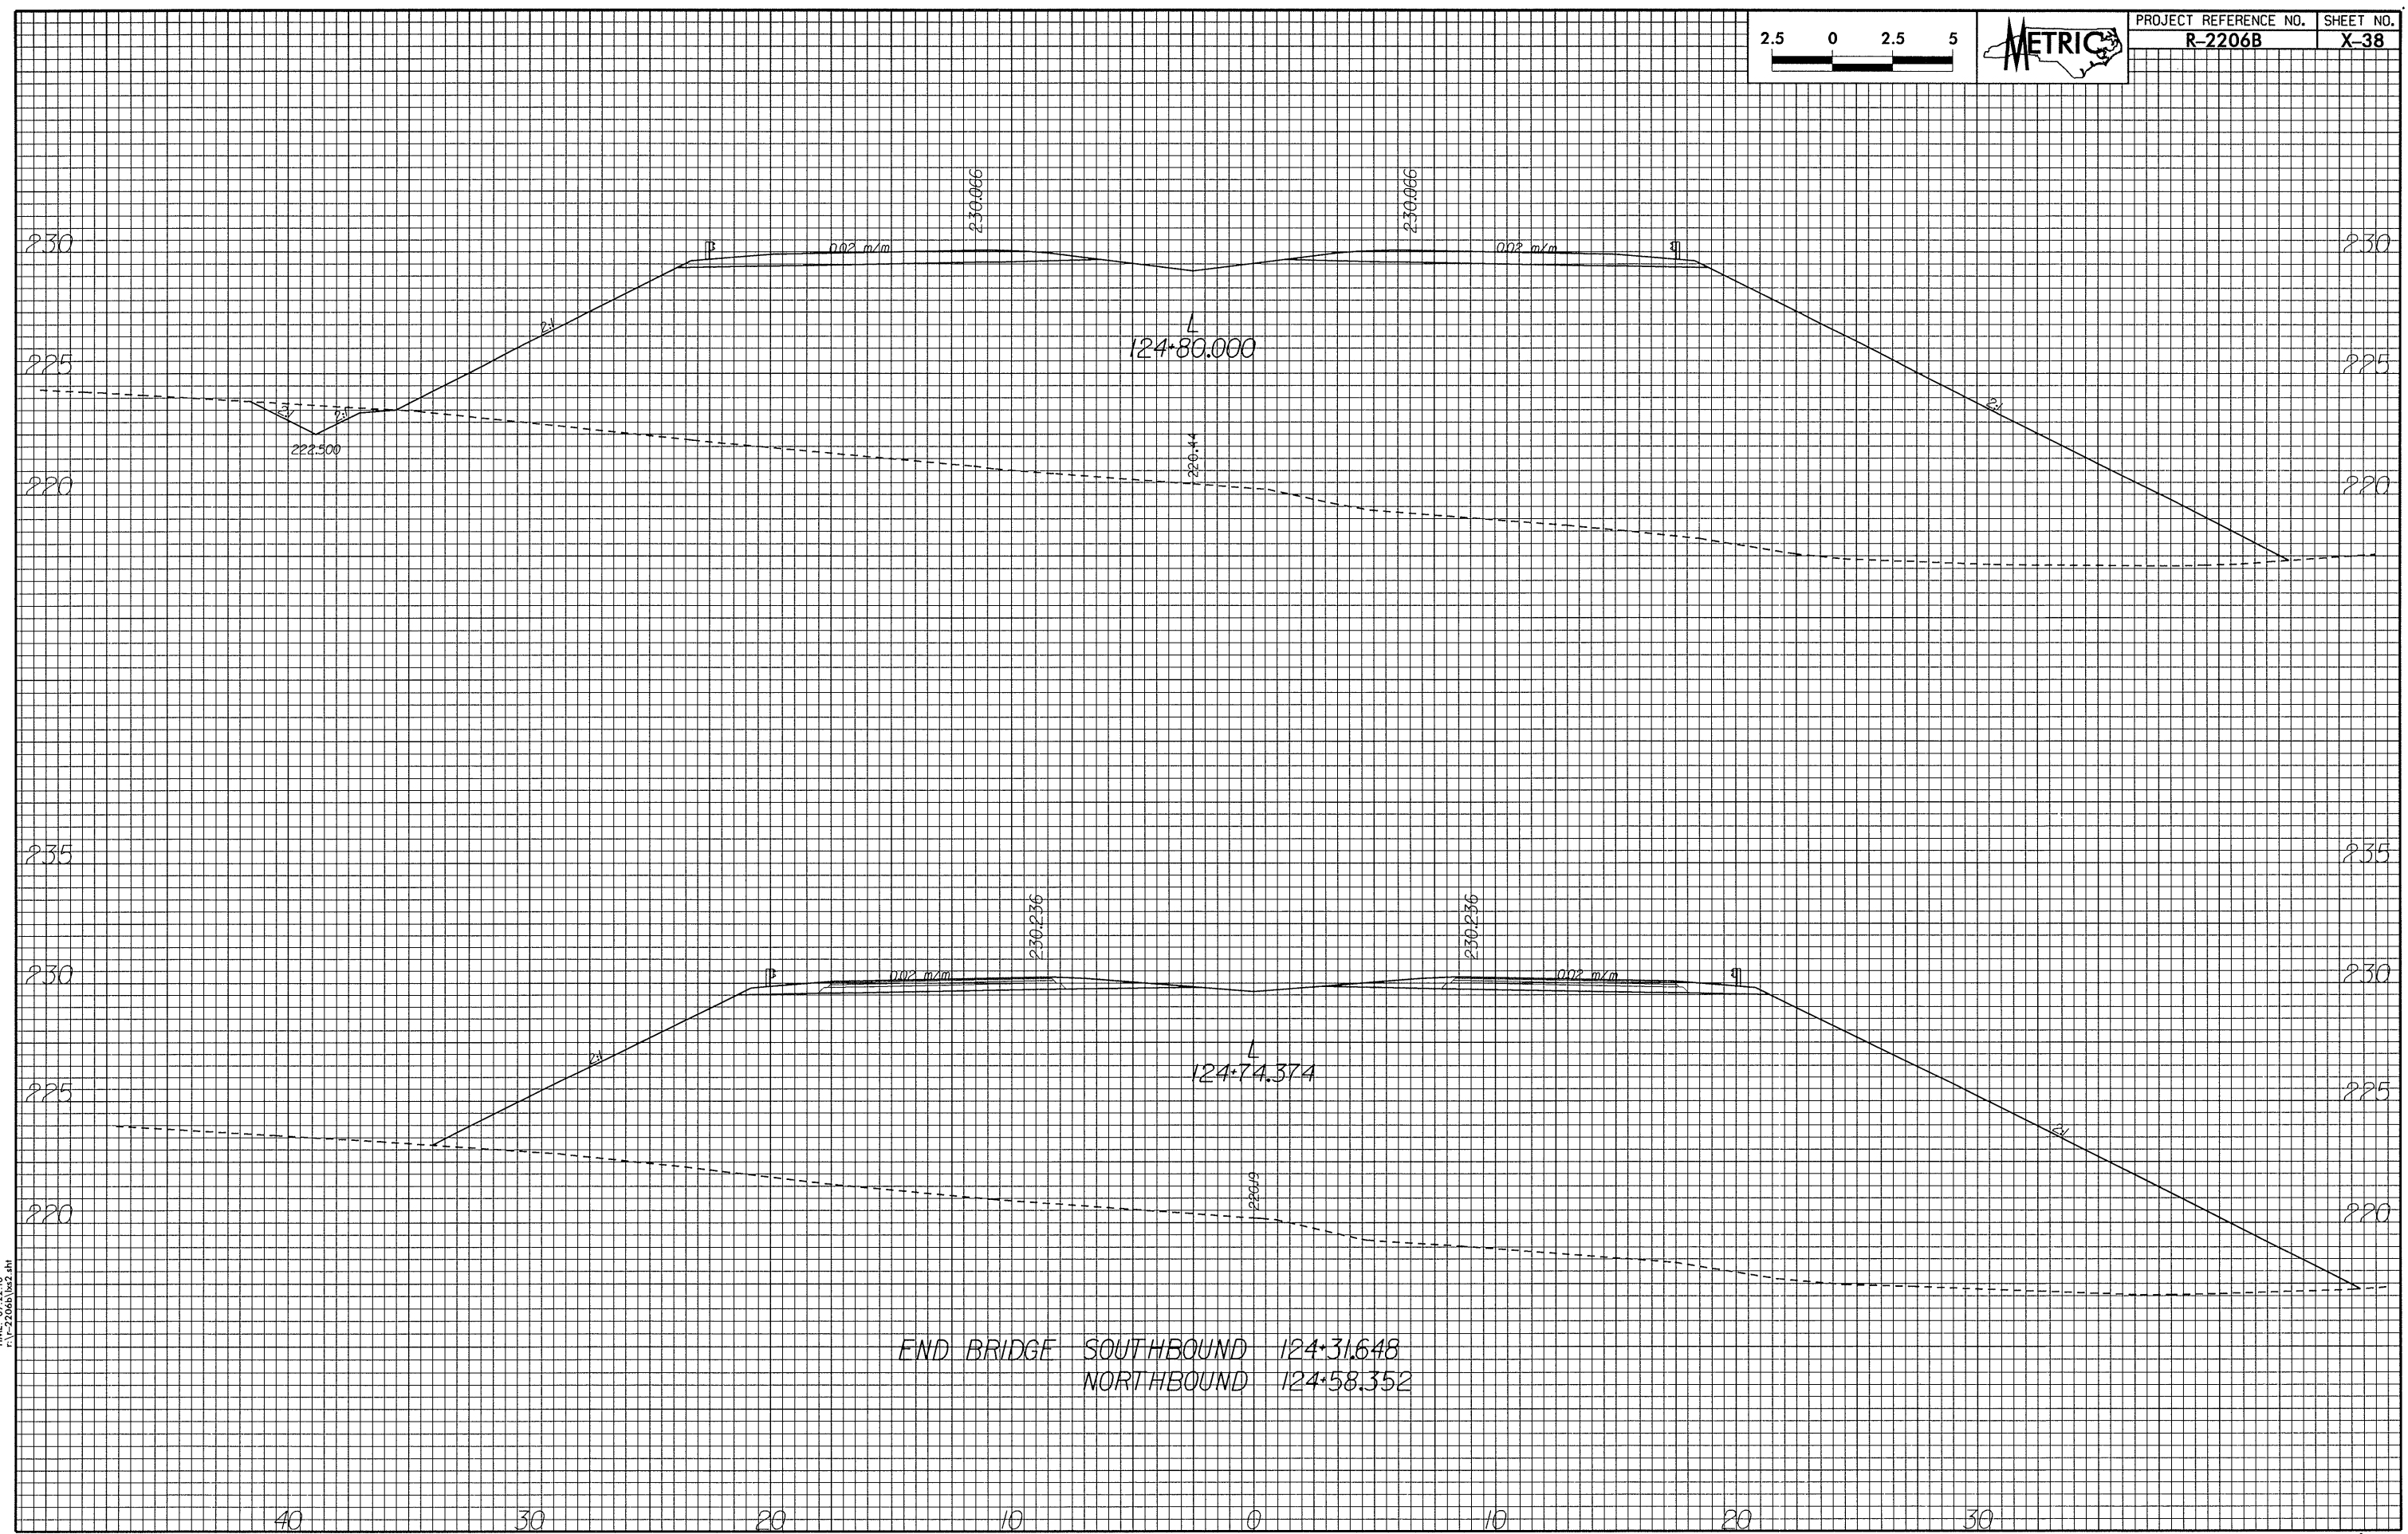 PROJECT REFERENCE NO. SHEET NO.
R-2206B X-38
2.5 0 2.5 5
METRIC
230.066 230.066
230 0.02 m/m 0.02 m/m 230
2:1
L
124+80.000
225 225
2:1 2:1 2:1
222.500
220.44
220 220
235 235
230.236 230.236
230 0.02 m/m 0.02 m/m 230
L
2:1
124+74.374
225 225
2:1
220.19
220 220
r:\r-2206b\lxs2.sht
END BRIDGE SOUTHBOUND 124+31.648
NORTHBOUND 124+58.352
40 30 20 10 0 10 20 30